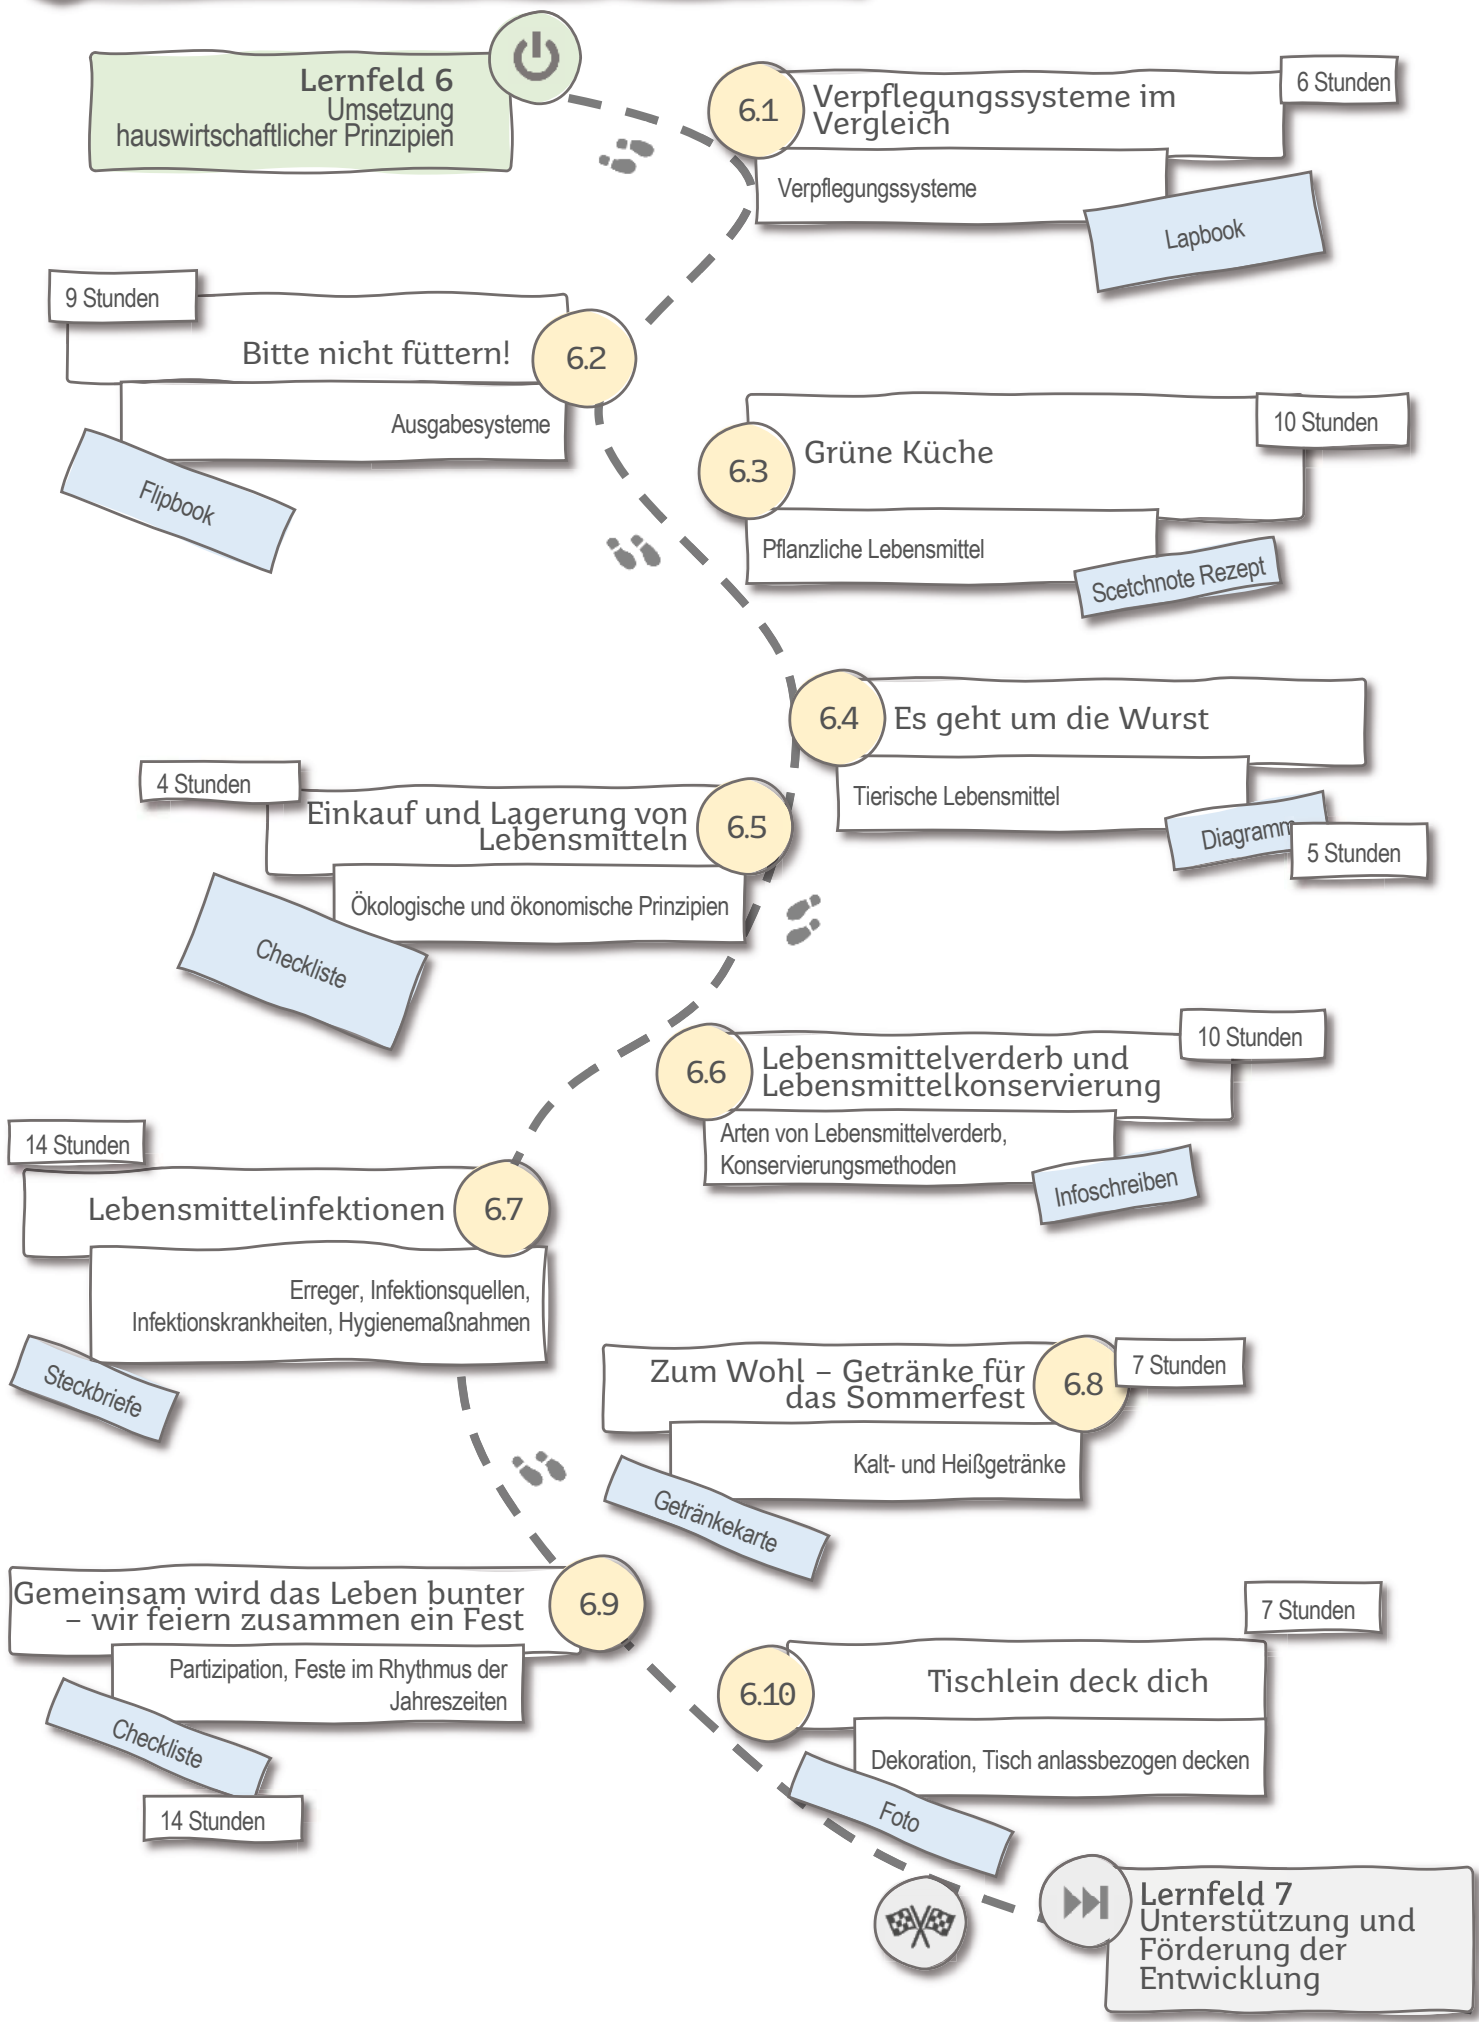 Lernfeld 6
Umsetzung
hauswirtschaftlicher Prinzipien
6.1
Verpflegungssysteme im
Vergleich
6 Stunden
Verpflegungssysteme
Lapbook
9 Stunden
Bitte nicht füttern!
6.2
Ausgabesysteme
Flipbook
10 Stunden
6.3
Grüne Küche
Pflanzliche Lebensmittel
Scetchnote Rezept
6.4
Es geht um die Wurst
Tierische Lebensmittel
Diagramm
5 Stunden
4 Stunden
Einkauf und Lagerung von
Lebensmitteln
6.5
Ökologische und ökonomische Prinzipien
Checkliste
10 Stunden
6.6
Lebensmittelverderb und
Lebensmittelkonservierung
Arten von Lebensmittelverderb,
Konservierungsmethoden
Infoschreiben
14 Stunden
Lebensmittelinfektionen
6.7
Erreger, Infektionsquellen,
Infektionskrankheiten, Hygienemaßnahmen
Steckbriefe
Zum Wohl – Getränke für
das Sommerfest
6.8
7 Stunden
Kalt- und Heißgetränke
Getränkekarte
Gemeinsam wird das Leben bunter
– wir feiern zusammen ein Fest
6.9
Partizipation, Feste im Rhythmus der
Jahreszeiten
Checkliste
14 Stunden
7 Stunden
6.10
Tischlein deck dich
Dekoration, Tisch anlassbezogen decken
Foto
Lernfeld 7
Unterstützung und
Förderung der
Entwicklung